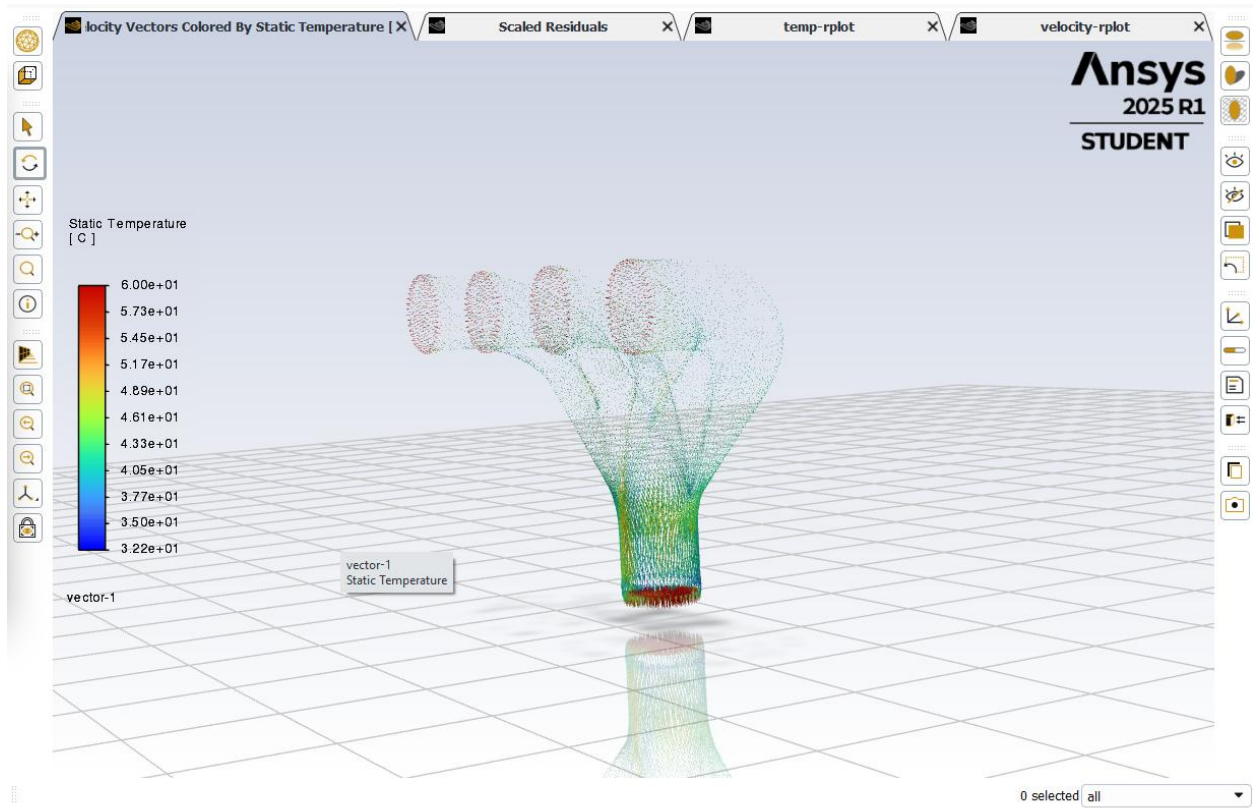 locity Vectors Colored By Static Temperature [
Scaled Residuals
temp-rplot
velocity-rplot
Ansys
2025 R1
STUDENT
Static Temperature
[ C ]
6.00e+01
5.73e+01
5.45e+01
5.17e+01
4.89e+01
4.61e+01
4.33e+01
4.05e+01
3.77e+01
3.50e+01
3.22e+01
vector-1
vector-1
Static Temperature
0 selected all